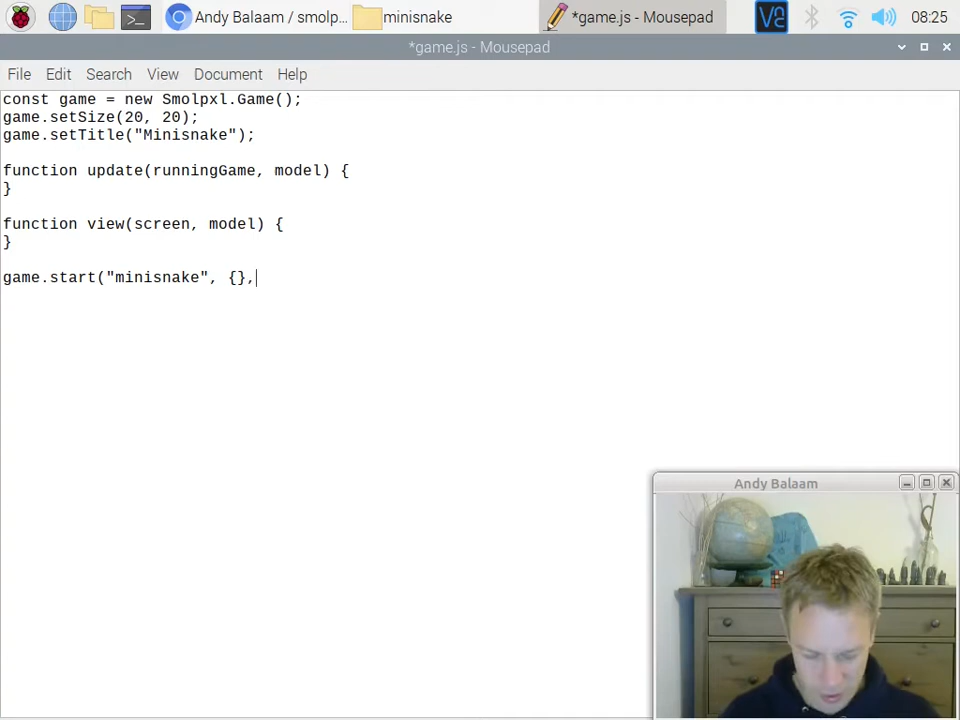 Andy Balaam / smolp...
minisnake
*game.js - Mousepad
08:25
*game.js - Mousepad
File Edit Search View Document Help
const game = new Smolpxl.Game();
game.setSize(20, 20);
game.setTitle("Minisnake");
function update(runningGame, model) {
}
function view(screen, model) {
}
game.start("minisnake", {},
Andy Balaam